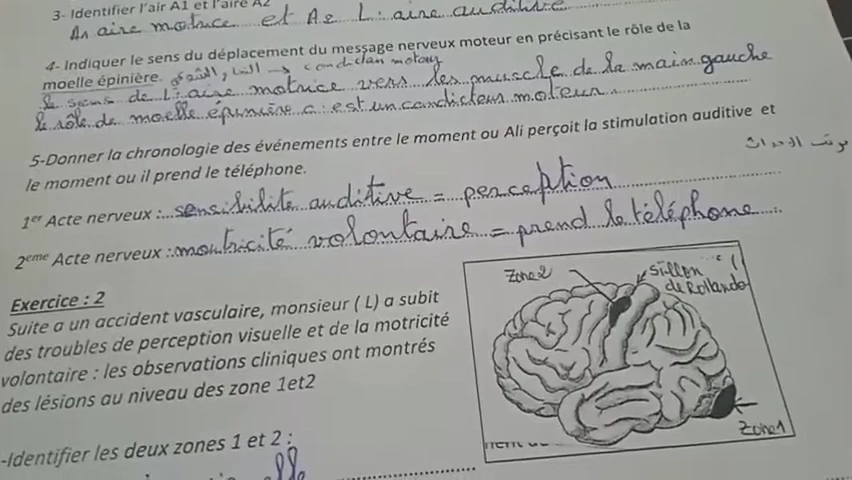 3- Identifier l'air A1 et l'aire A2
A1 aire motrice et A2 L: aire auditive
4- Indiquer le sens du déplacement du message nerveux moteur en précisant le rôle de la
moelle épinière.
le sens de L: aire motrice vers les muscle de la main gauche
le rôle de moelle épinière c est un conducteur moteur.
5-Donner la chronologie des événements entre le moment ou Ali perçoit la stimulation auditive et
le moment ou il prend le téléphone.
1er Acte nerveux : sensibilité auditive = perception
2eme Acte nerveux : motricité volontaire = prend le téléphone
Exercice : 2
Suite a un accident vasculaire, monsieur ( L) a subit
des troubles de perception visuelle et de la motricité
volontaire : les observations cliniques ont montrés
des lésions au niveau des zone 1et2
-Identifier les deux zones 1 et 2 :
Zone 2
sillon
de Rolando
Zone 1